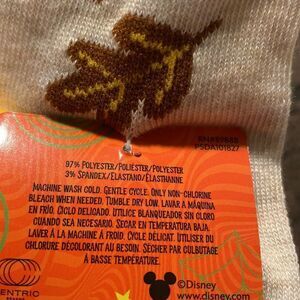 97% POLYESTER/POLIÉSTER/POLYESTER
3% SPANDEX/ELASTANO/ÉLASTHANNE
MACHINE WASH COLD. GENTLE CYCLE. ONLY NON-CHLORINE
BLEACH WHEN NEEDED. TUMBLE DRY LOW. LAVAR A MÁQUINA
EN FRÍO. CICLO DELICADO. UTILICE BLANQUEADOR SIN CLORO
CUANDO SEA NECESARIO. SECAR EN TEMPERATURA BAJA.
LAVER À LA MACHINE À FROID. CYCLE DÉLICAT. UTILISER DU
CHLORURE DÉCOLORANT AU BESOIN. SÉCHER PAR CULBUTAGE
À BASSE TEMPÉRATURE.
ENTRIC
©Disney
www.Disney.com